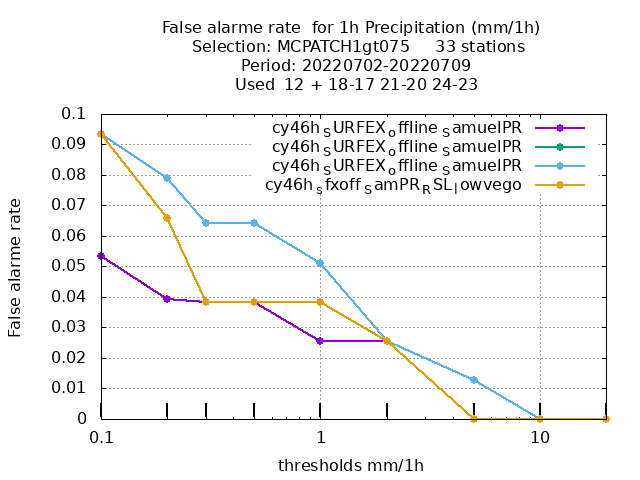 False alarme rate for 1h Precipitation (mm/1h)
Selection: MCPATCH1gt075 33 stations
Period: 20220702-20220709
Used 12 + 18-17 21-20 24-23
cy46h_SURFEX_offline_SamuelPR
cy46h_SURFEX_offline_SamuelPR
cy46h_SURFEX_offline_SamuelPR
cy46h_sfxoff_SamPR_RSL_lowvego
0.1
0.09
0.08
0.07
0.06
0.05
0.04
0.03
0.02
0.01
0
False alarme rate
0.1 1 10
thresholds mm/1h